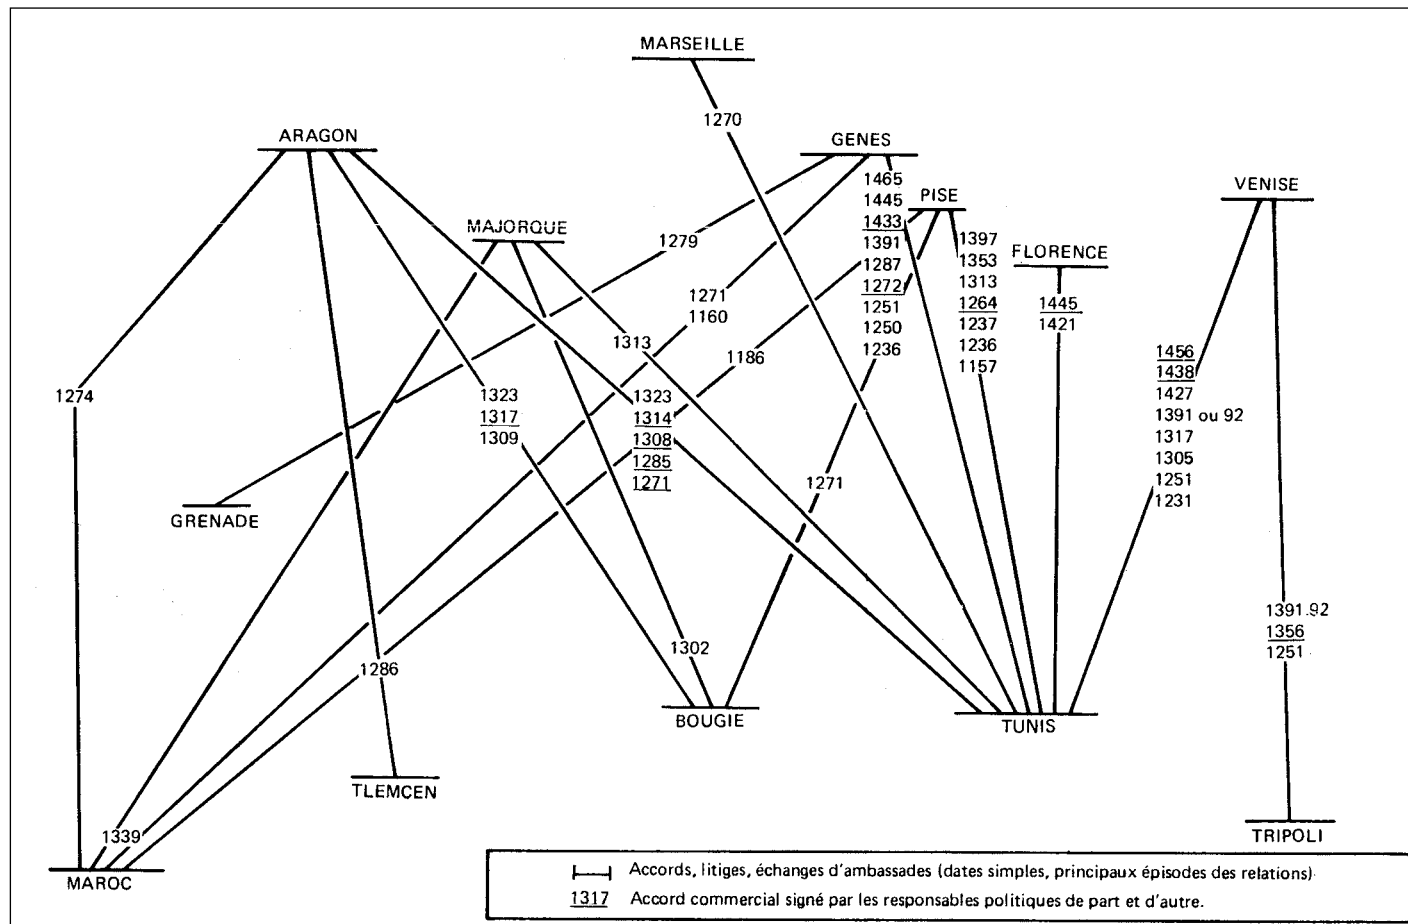 MARSEILLE
1270
ARAGON
GENES
1465
1445
1433
1391
1287
1272
1251
1250
1236
PISE
VENISE
MAJORQUE
1279
1397
1353
1313
1264
1237
1236
1157
FLORENCE
1445
1421
1271
1160
1313
1186
1456
1438
1427
1391 ou 92
1317
1305
1251
1231
1274
1323
1317
1309
1323
1314
1308
1285
1271
1271
GRENADE
1391.92
1356
1251
1302
1286
BOUGIE
TUNIS
TLEMCEN
TRIPOLI
1339
MAROC
Accords, litiges, échanges d'ambassades (dates simples, principaux épisodes des relations)
1317 Accord commercial signé par les responsables politiques de part et d'autre.